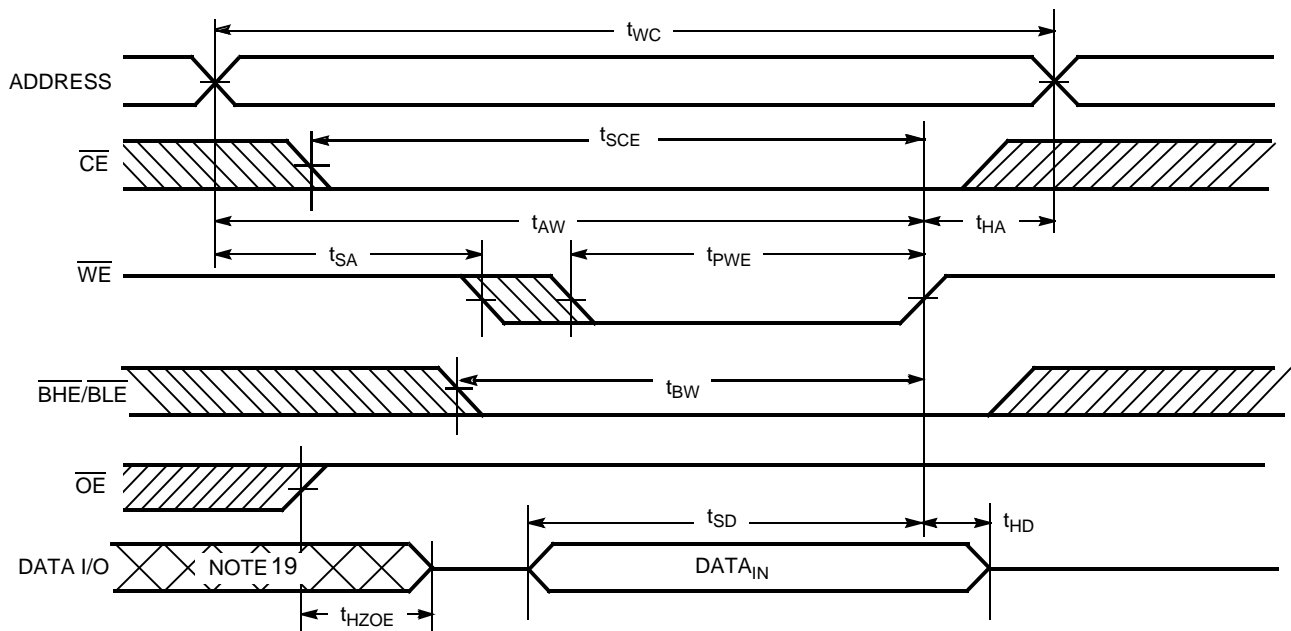 tWC
ADDRESS
tSCE
CE
tAW
tHA
tSA
tPWE
WE
tBW
BHE/BLE
OE
tSD
tHD
DATA I/O
NOTE 19
DATAIN
tHZOE